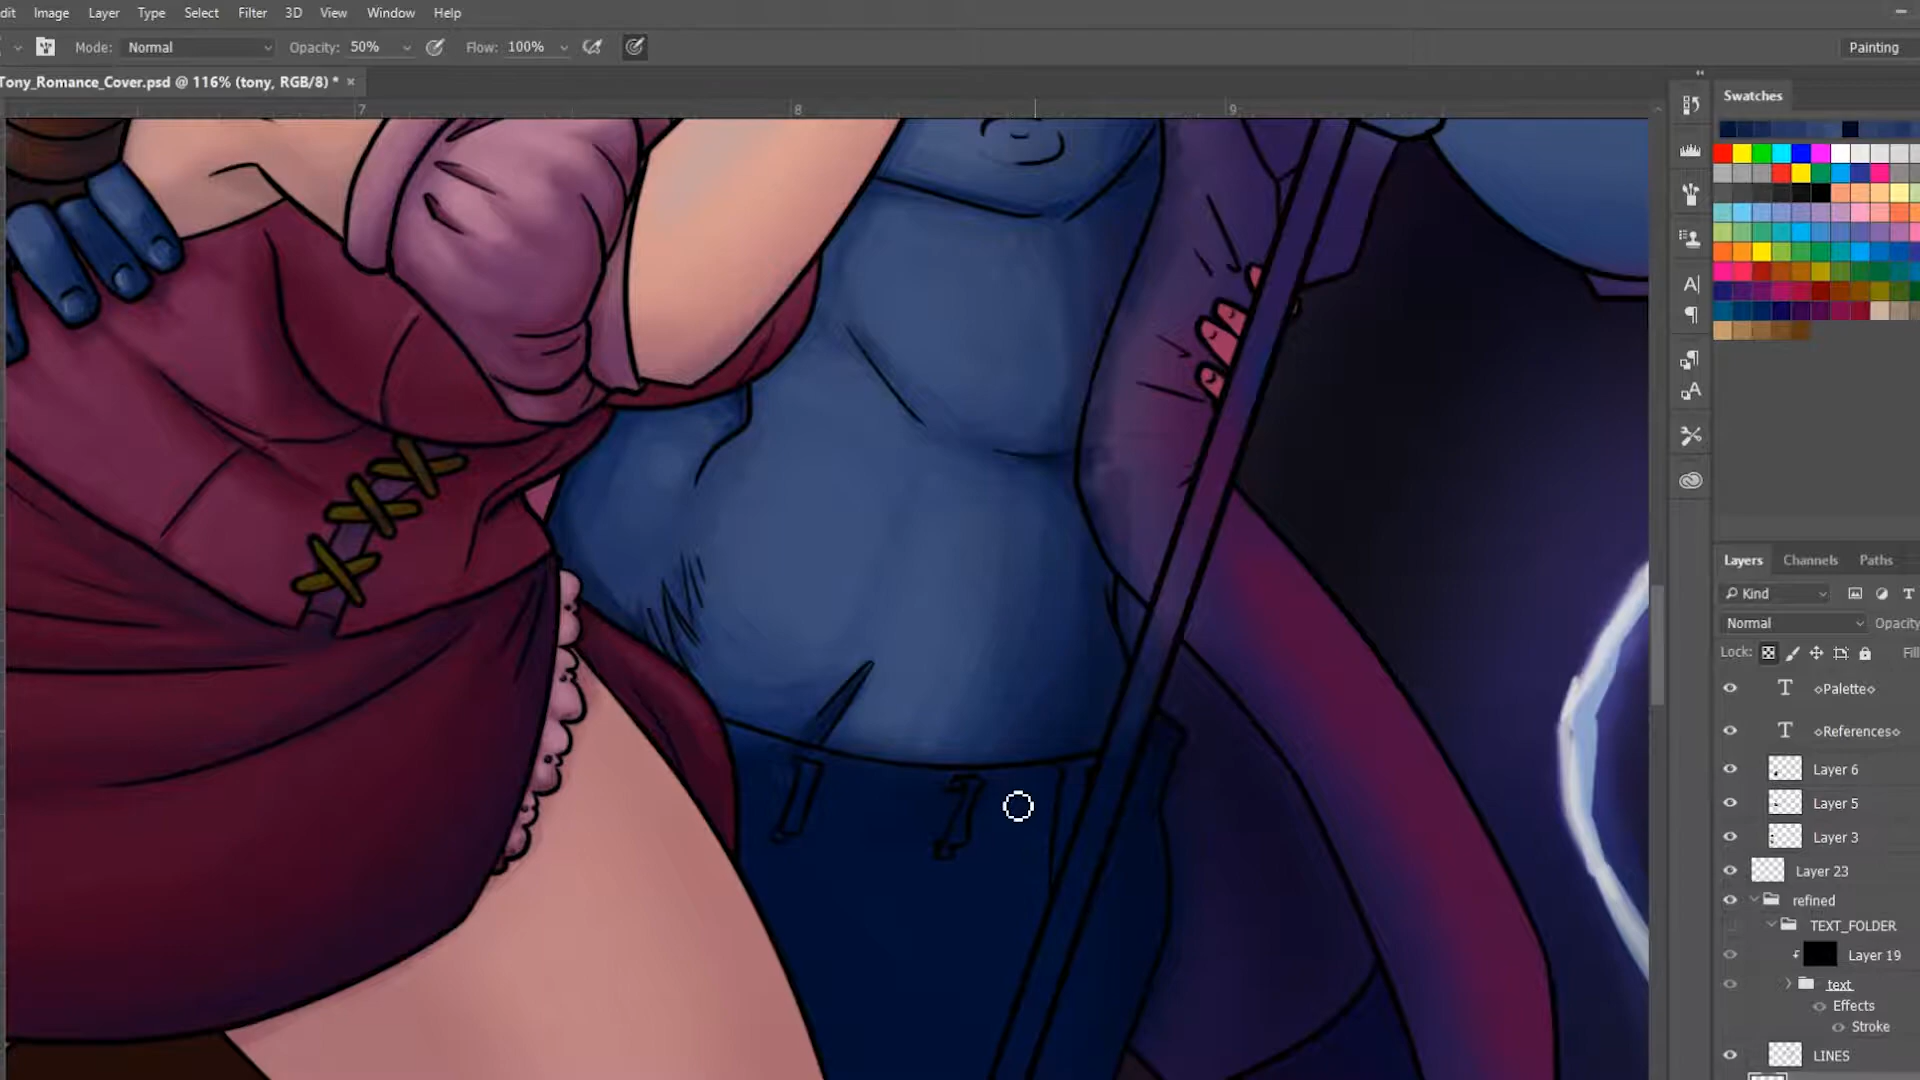 dit Image Layer Type Select Filter 3D View Window Help
Mode: Normal Opacity: 50% Flow: 100% Painting
Tony_Romance_Cover.psd @ 116% (tony, RGB/8) * ×
7 8 9
Swatches
Layers Channels Paths
Kind
Normal Opacity
Lock: Fill
◇Palette◇
◇References◇
Layer 6
Layer 5
Layer 3
Layer 23
refined
TEXT_FOLDER
Layer 19
text
Effects
Stroke
LINES